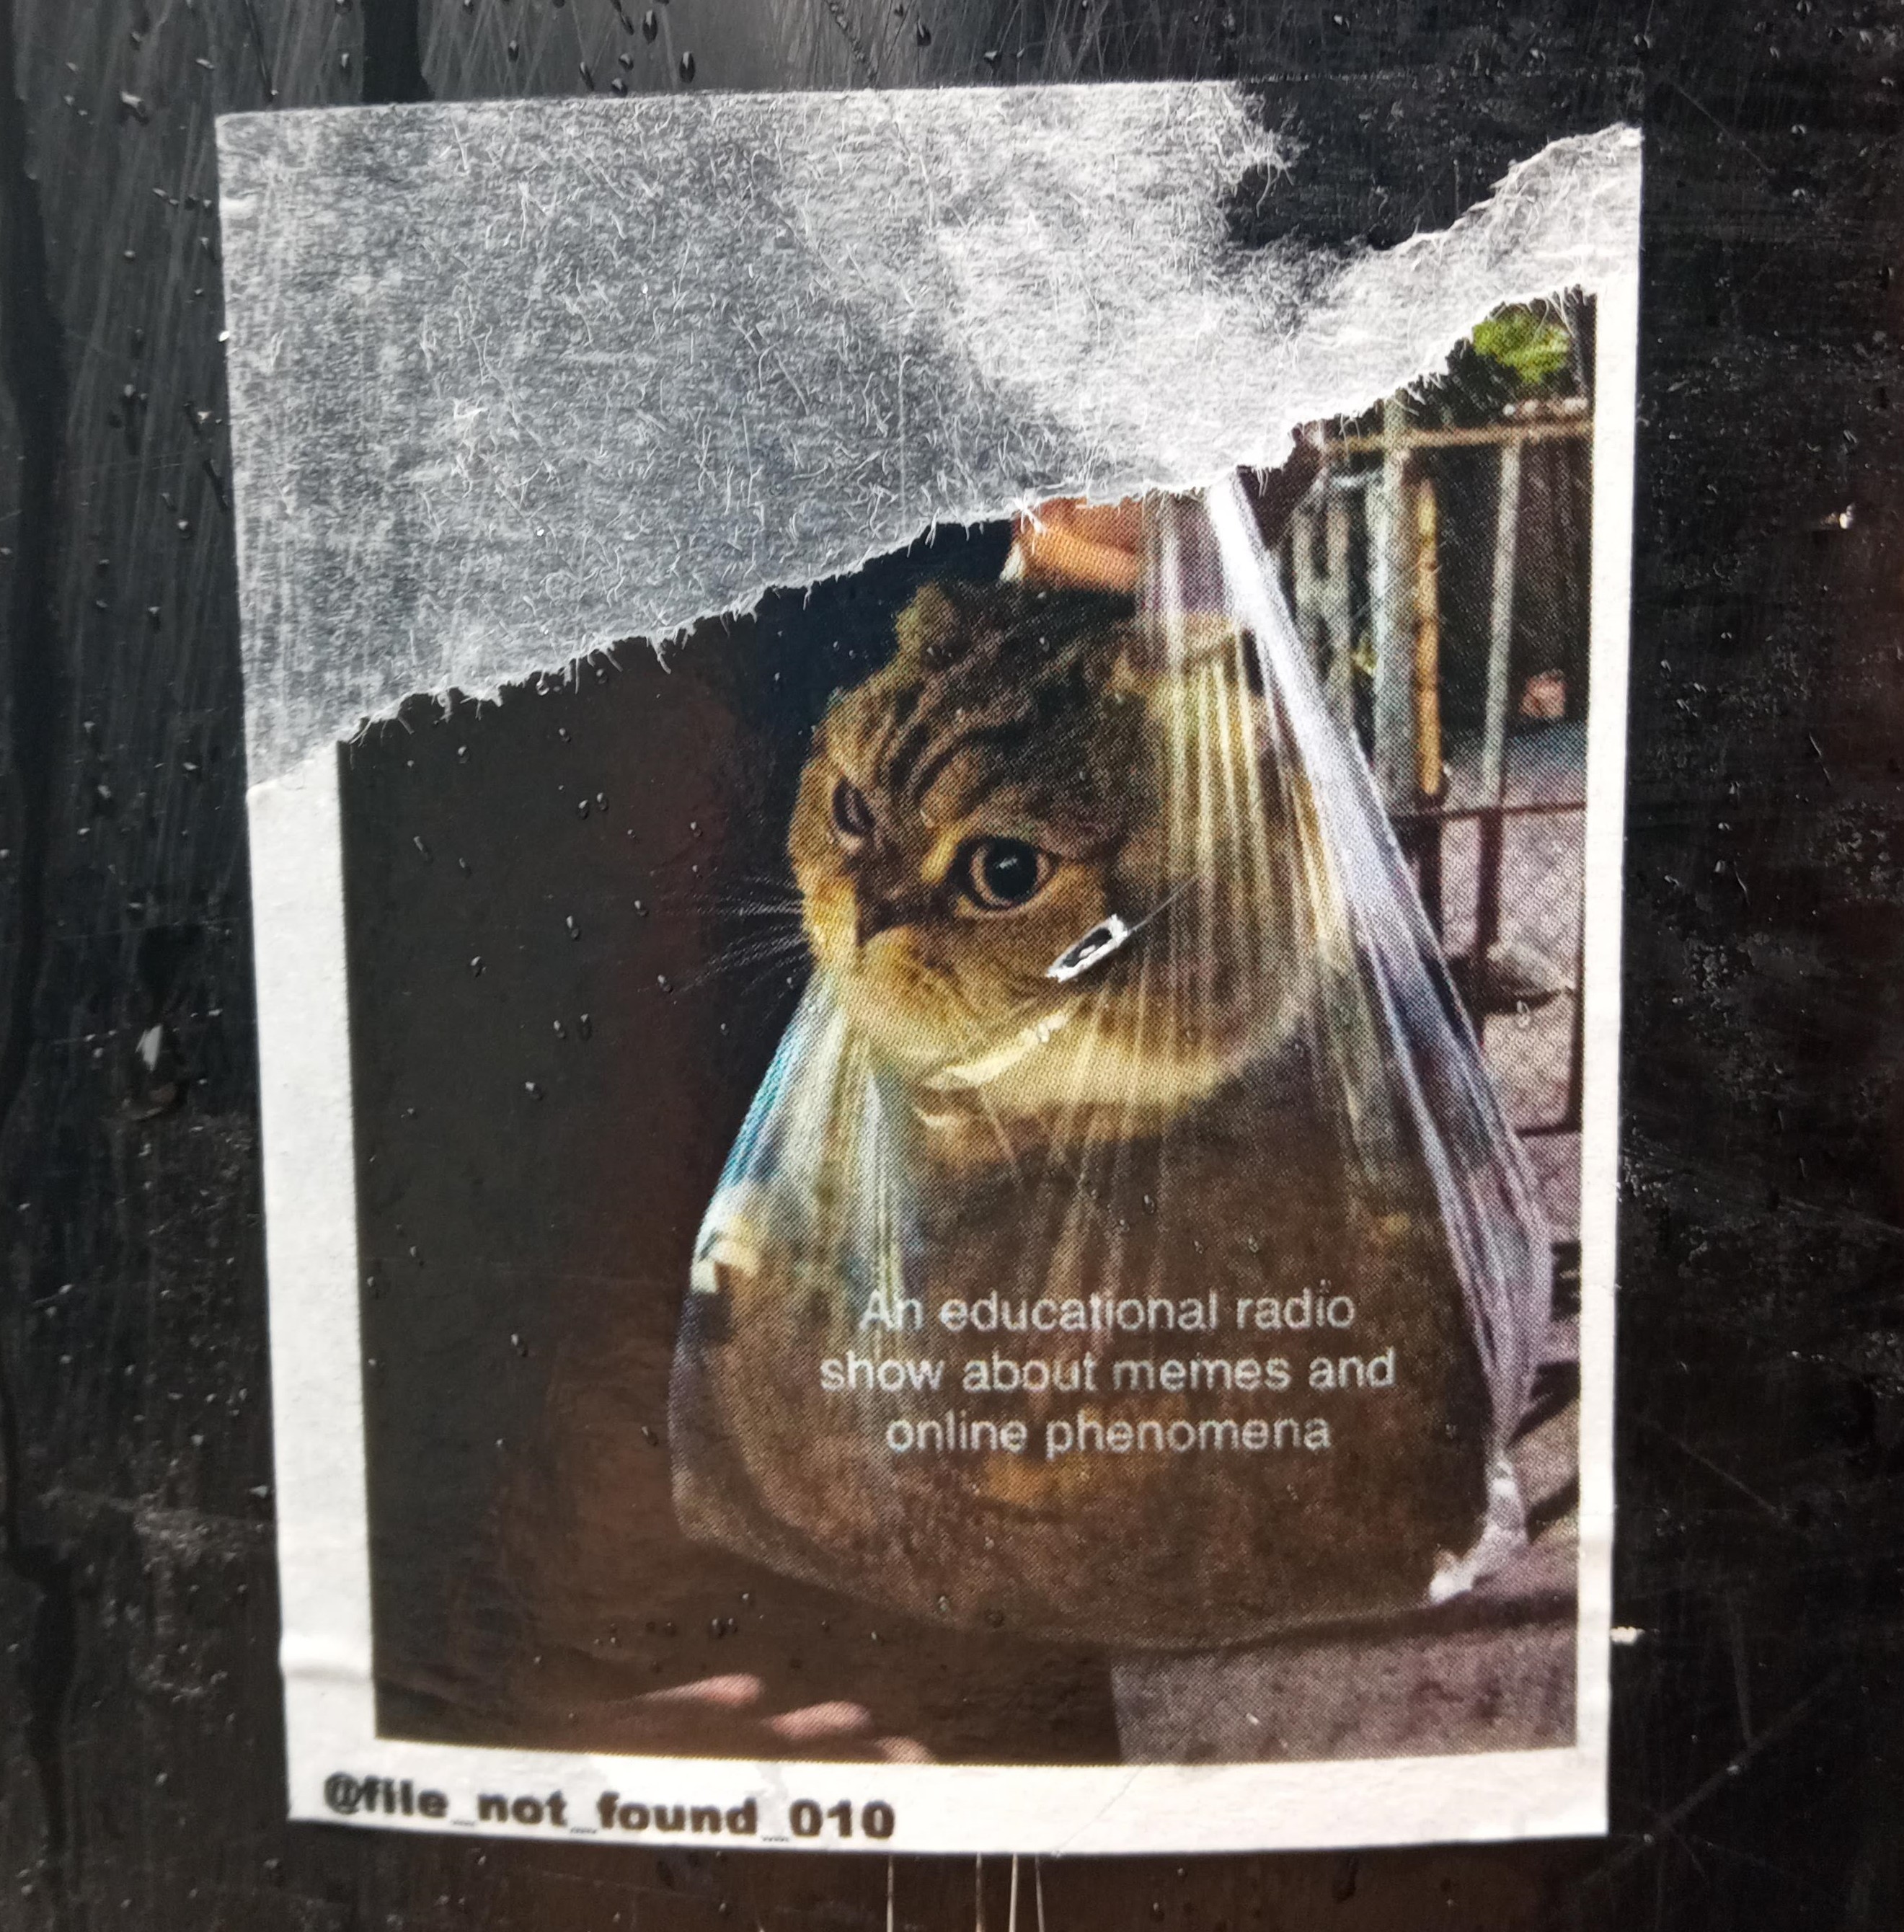 An educational radio
show about memes and
online phenomena
@file_not_found_010